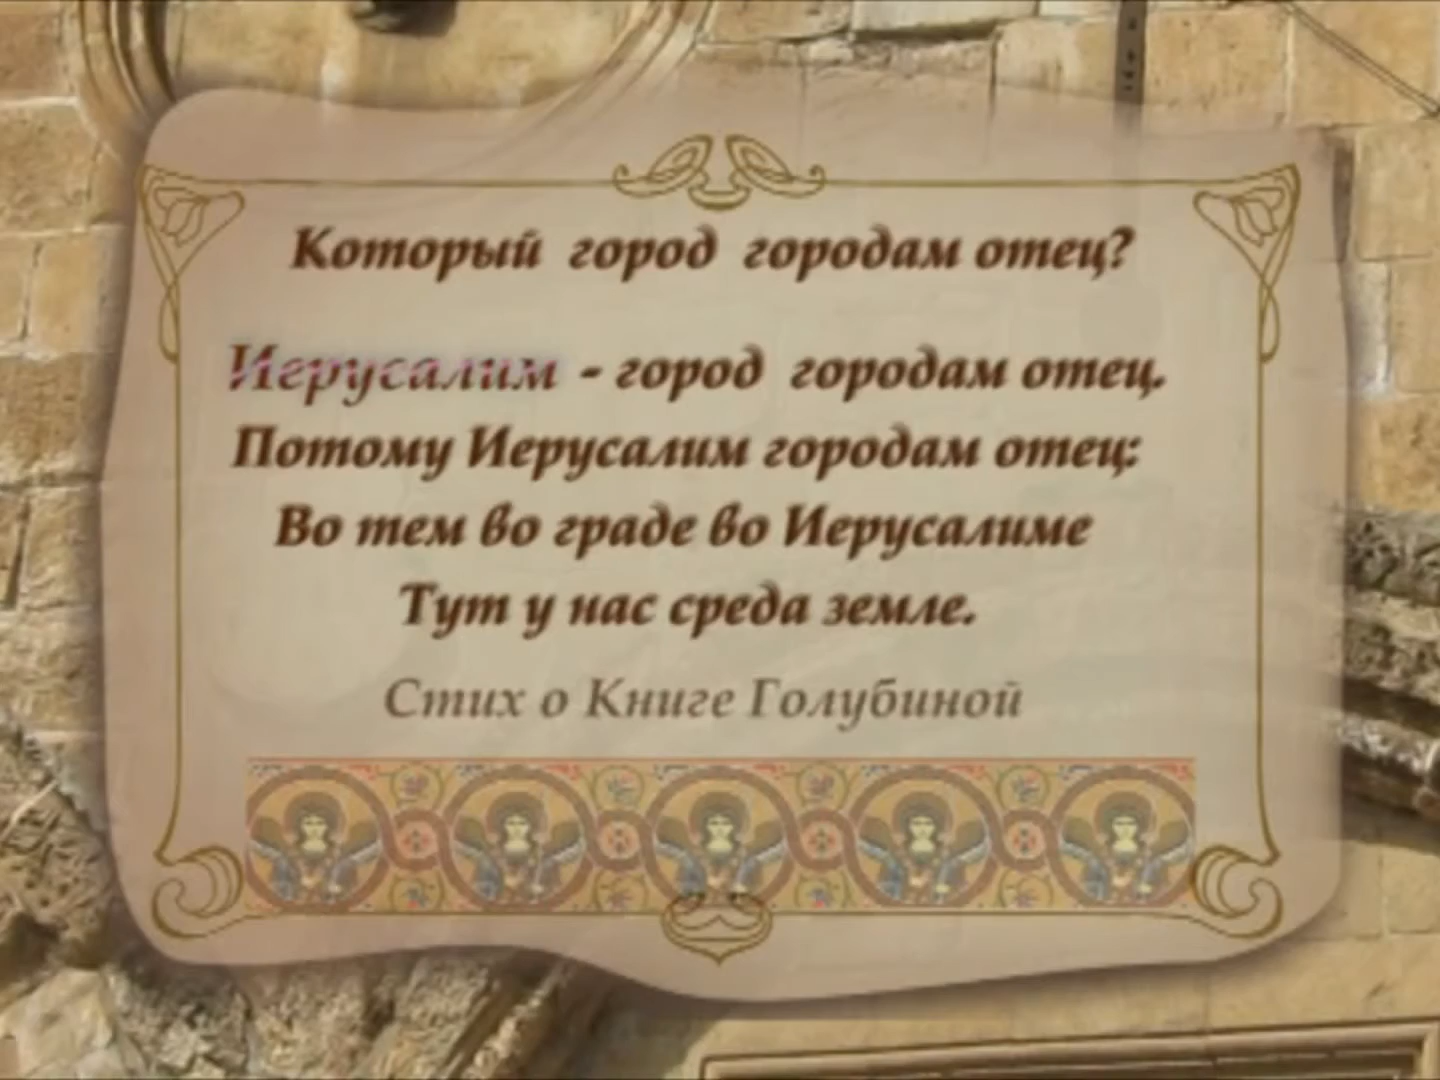 Который город городам отец?
Иерусалим - город городам отец.
Потому Иерусалим городам отец:
Во тем во граде во Иерусалиме
Тут у нас среда земле.
Стих о Книге Голубиной